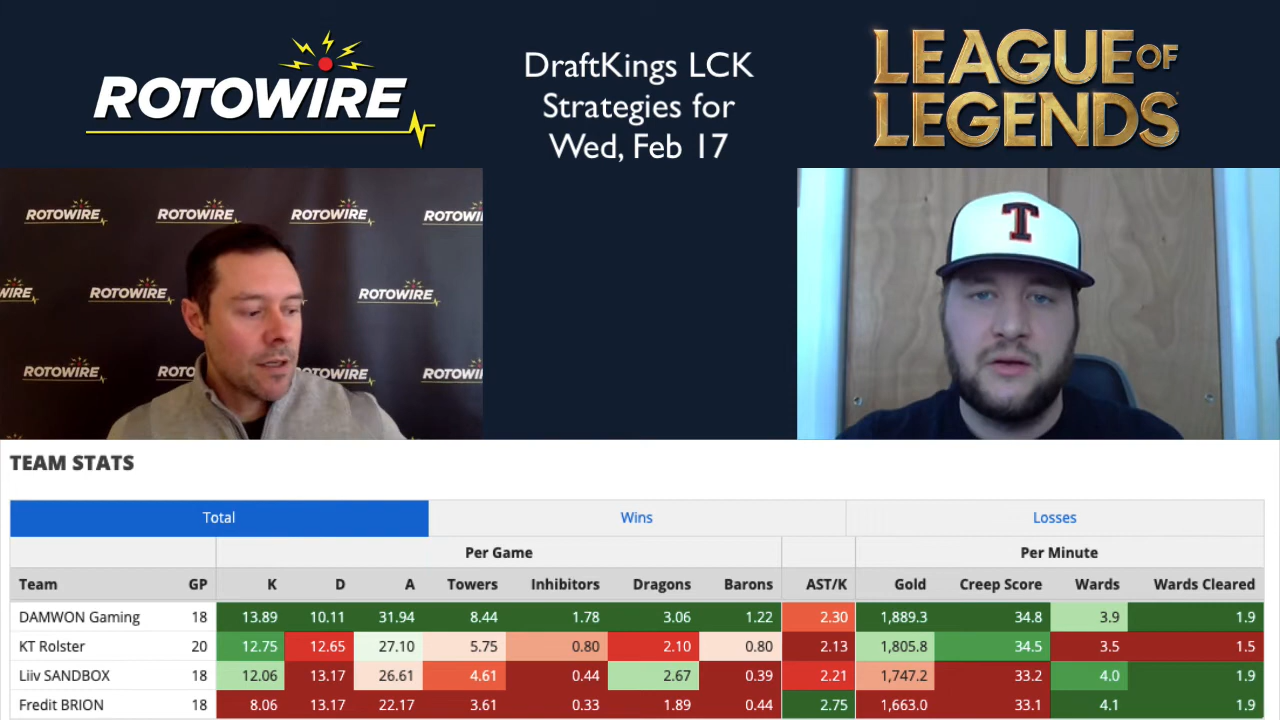 ROTOWIRE
DraftKings LCK
Strategies for
Wed, Feb 17
LEAGUE OF
LEGENDS
ROTOWIRE ROTOWIRE ROTOWIRE ROTOWI
WIRE ROTOWIRE ROTOWIRE
ROTOWIRE ROTO ROTOWIRE ROTOWI
T
TEAM STATS
Total Wins Losses
Per Game Per Minute
Team GP K D A Towers Inhibitors Dragons Barons AST/K Gold Creep Score Wards Wards Cleared
DAMWON Gaming 18 13.89 10.11 31.94 8.44 1.78 3.06 1.22 2.30 1,889.3 34.8 3.9 1.9
KT Rolster 20 12.75 12.65 27.10 5.75 0.80 2.10 0.80 2.13 1,805.8 34.5 3.5 1.5
Liiv SANDBOX 18 12.06 13.17 26.61 4.61 0.44 2.67 0.39 2.21 1,747.2 33.2 4.0 1.9
Fredit BRION 18 8.06 13.17 22.17 3.61 0.33 1.89 0.44 2.75 1,663.0 33.1 4.1 1.9